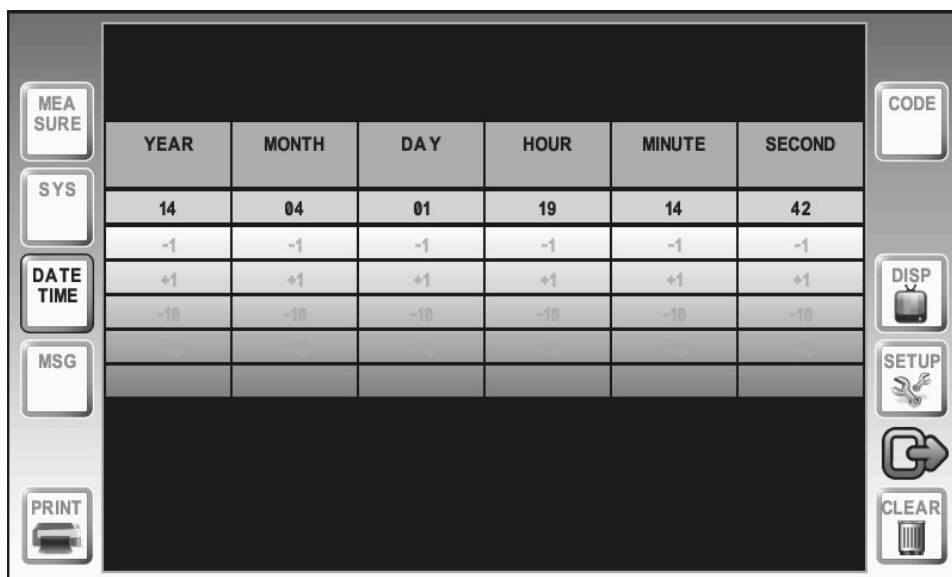 MEA
SURE
SYS
DATE
TIME
MSG
PRINT
YEAR MONTH DAY HOUR MINUTE SECOND
14 04 01 19 14 42
-1 -1 -1 -1 -1 -1
+1 +1 +1 +1 +1 +1
-10 -10 -10 -10 -10 -10
CODE
DISP
SETUP
CLEAR